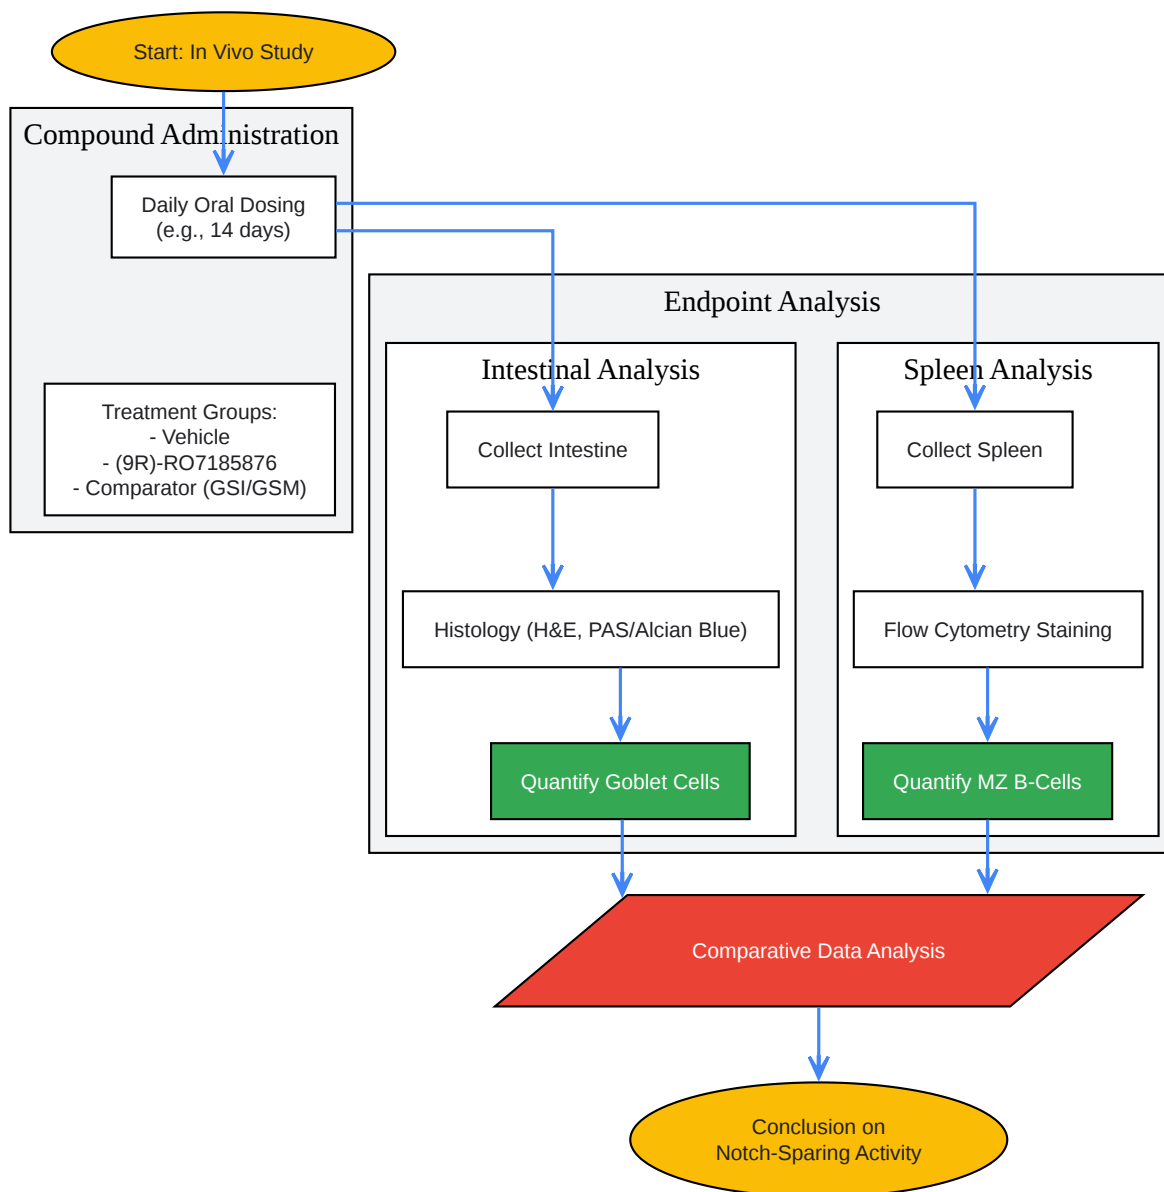 Start: In Vivo Study
Compound Administration
Daily Oral Dosing
(e.g., 14 days)
Treatment Groups:
- Vehicle
- (9R)-RO7185876
- Comparator (GSI/GSM)
Endpoint Analysis
Intestinal Analysis
Collect Intestine
Histology (H&E, PAS/Alcian Blue)
Quantify Goblet Cells
Spleen Analysis
Collect Spleen
Flow Cytometry Staining
Quantify MZ B-Cells
Comparative Data Analysis
Conclusion on
Notch-Sparing Activity